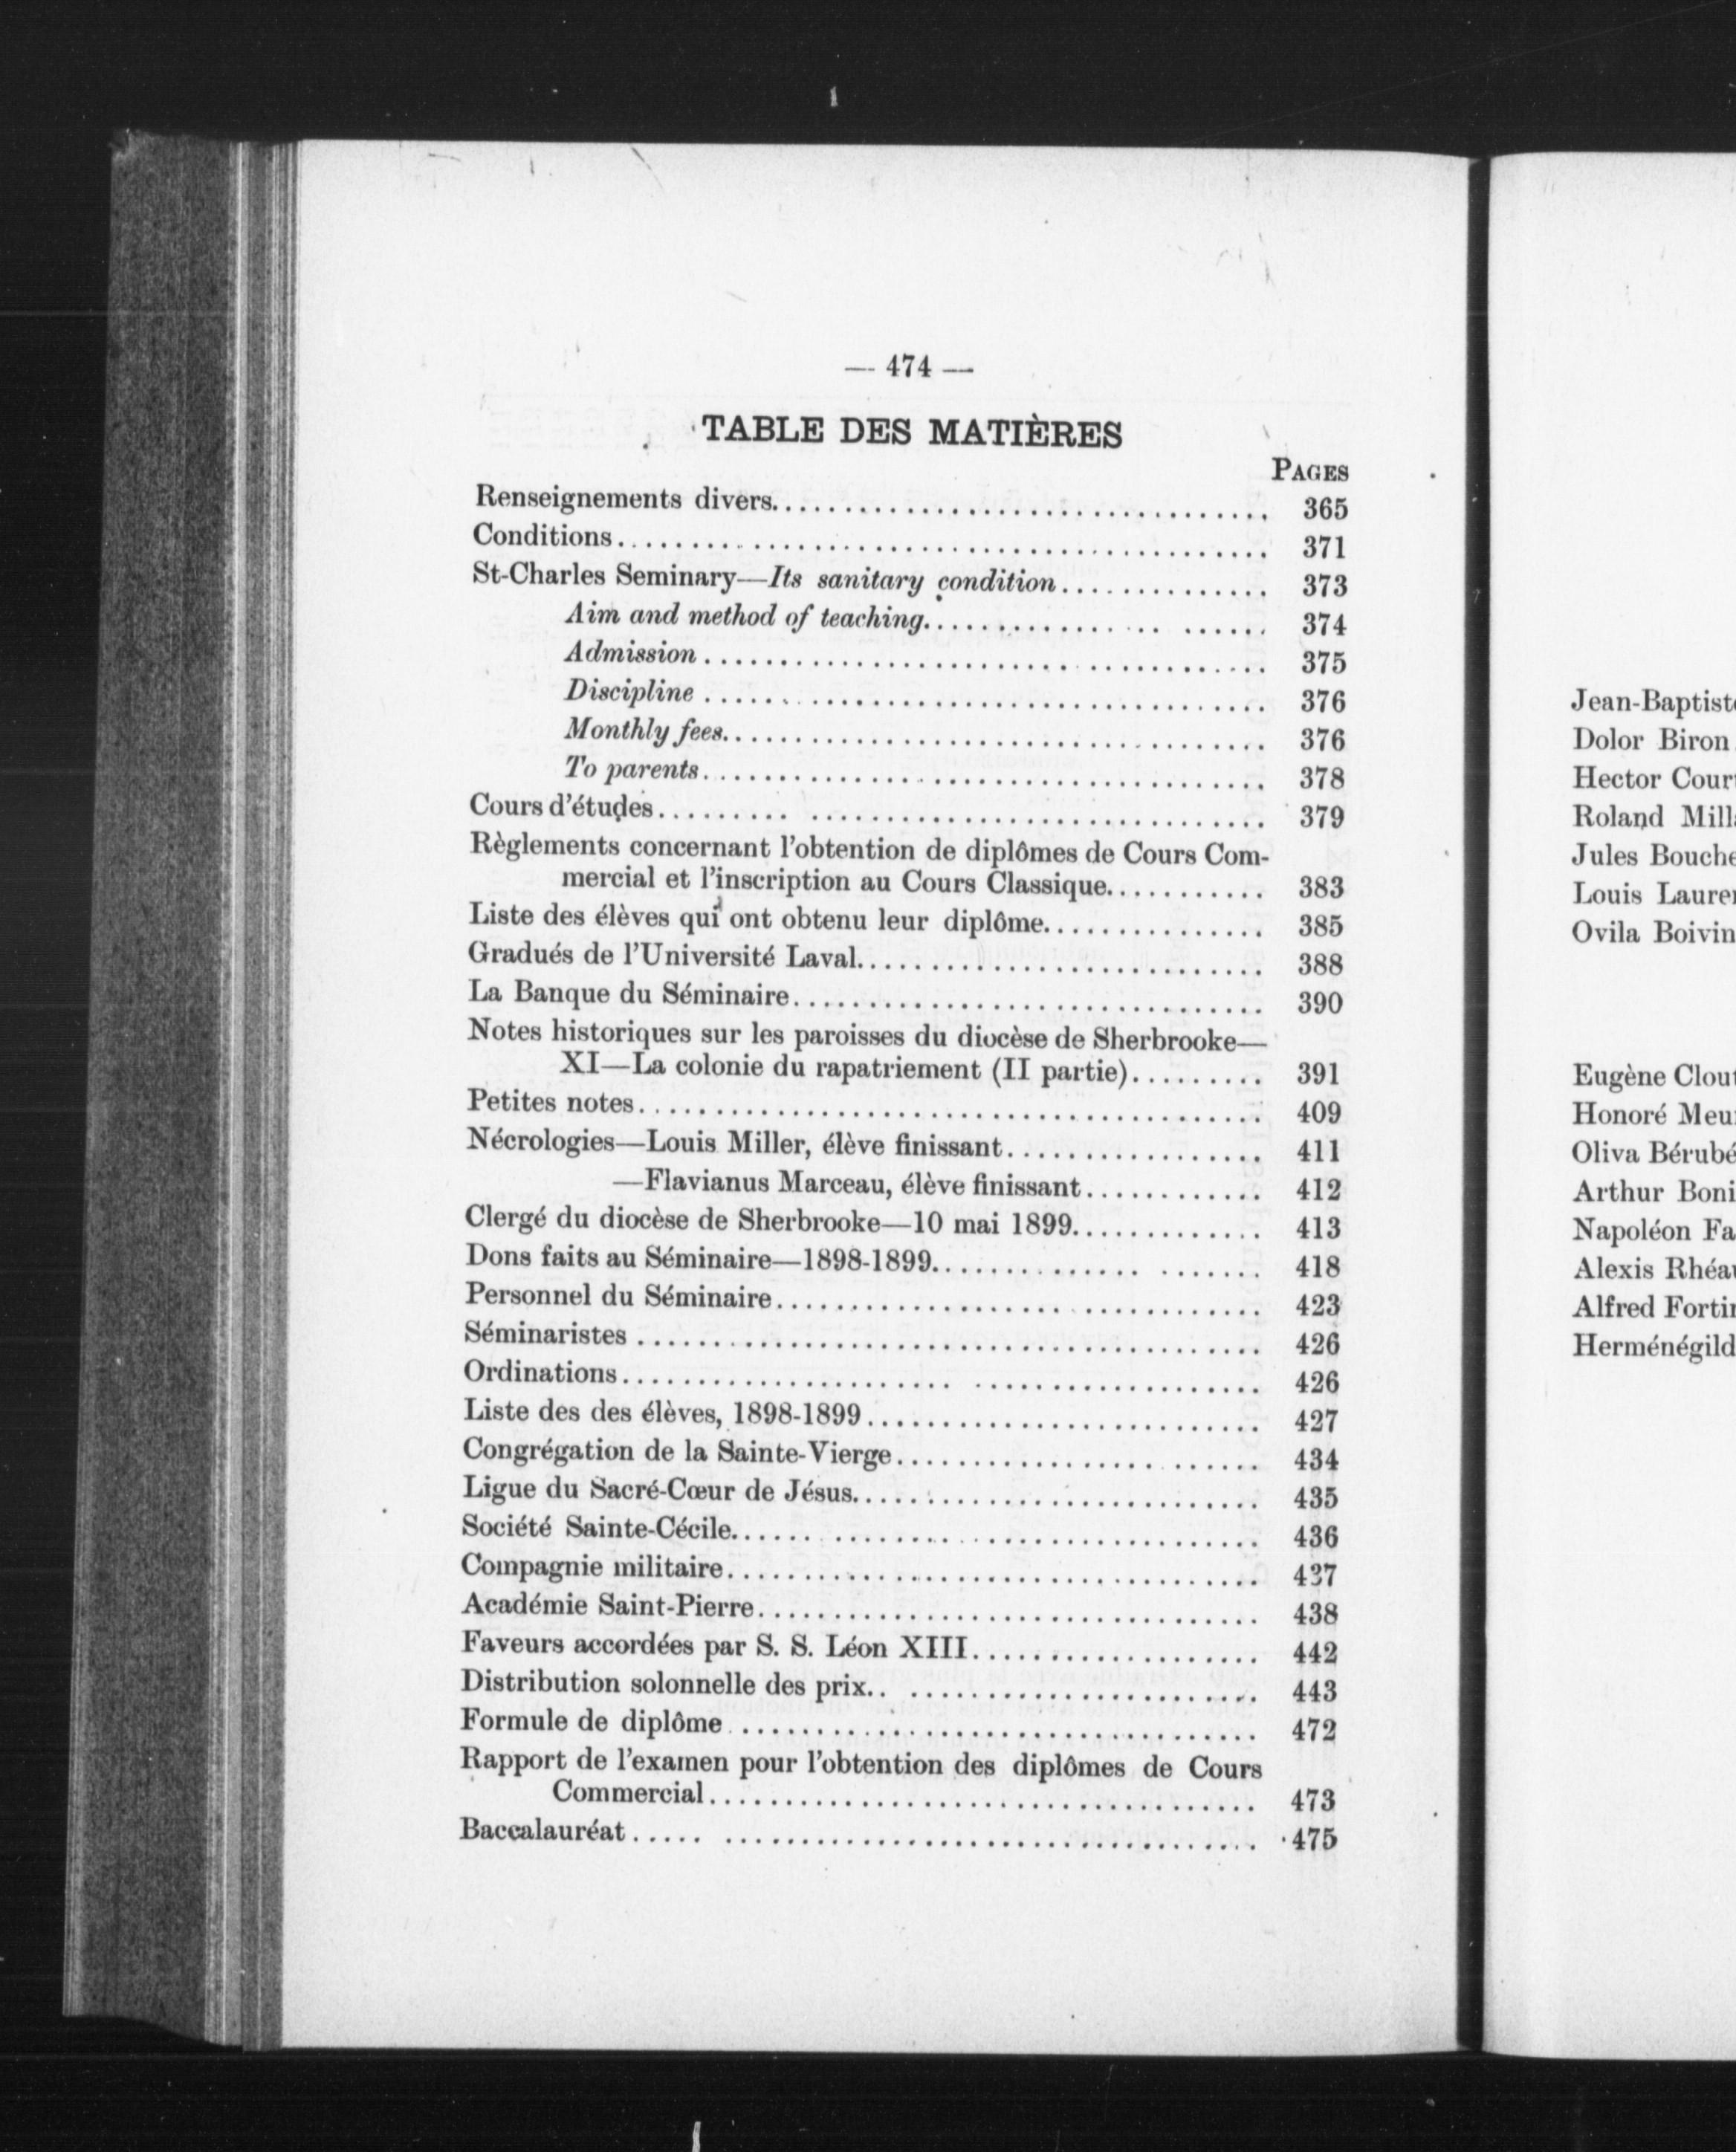 — 474 —
TABLE DES MATIÈRES
PAGES
Renseignements divers.................................. 365
Conditions............................................ 371
St-Charles Seminary—Its sanitary condition.............. 373
Aim and method of teaching................ ...... 374
Admission...................................... 375
Discipline...................................... 376
Monthly fees..................................... 376
To parents...................................... 378
Cours d'études......... .............................. 379
Règlements concernant l'obtention de diplômes de Cours Com-
mercial et l'inscription au Cours Classique........... 383
Liste des élèves qui ont obtenu leur diplôme............... 385
Gradués de l'Université Laval........................... 388
La Banque du Séminaire................................ 390
Notes historiques sur les paroisses du diocèse de Sherbrooke—
XI—La colonie du rapatriement (II partie)......... 391
Petites notes.......................................... 409
Nécrologies—Louis Miller, élève finissant................. 411
—Flavianus Marceau, élève finissant............ 412
Clergé du diocèse de Sherbrooke—10 mai 1899............. 413
Dons faits au Séminaire—1898-1899.............. ....... 418
Personnel du Séminaire................................. 423
Séminaristes.......................................... 426
Ordinations...................... ................... 426
Liste des des élèves, 1898-1899........................... 427
Congrégation de la Sainte-Vierge......................... 434
Ligue du Sacré-Cœur de Jésus........................... 435
Société Sainte-Cécile...... ............................. 436
Compagnie militaire.................................... 437
Académie Saint-Pierre.................................. 438
Faveurs accordées par S. S. Léon XIII................... 442
Distribution solonnelle des prix.. ....................... 443
Formule de diplôme................................... 472
Rapport de l'examen pour l'obtention des diplômes de Cours
Commercial..................................... 473
Baccalauréat..... .................................... 475
Dolor Biron
Hector
Roland
Jules
Louis
Ovila Boivin
Eugène
Honoré
Oliva Bérubé
Arthur
Napoléon
Alexis
Alfred